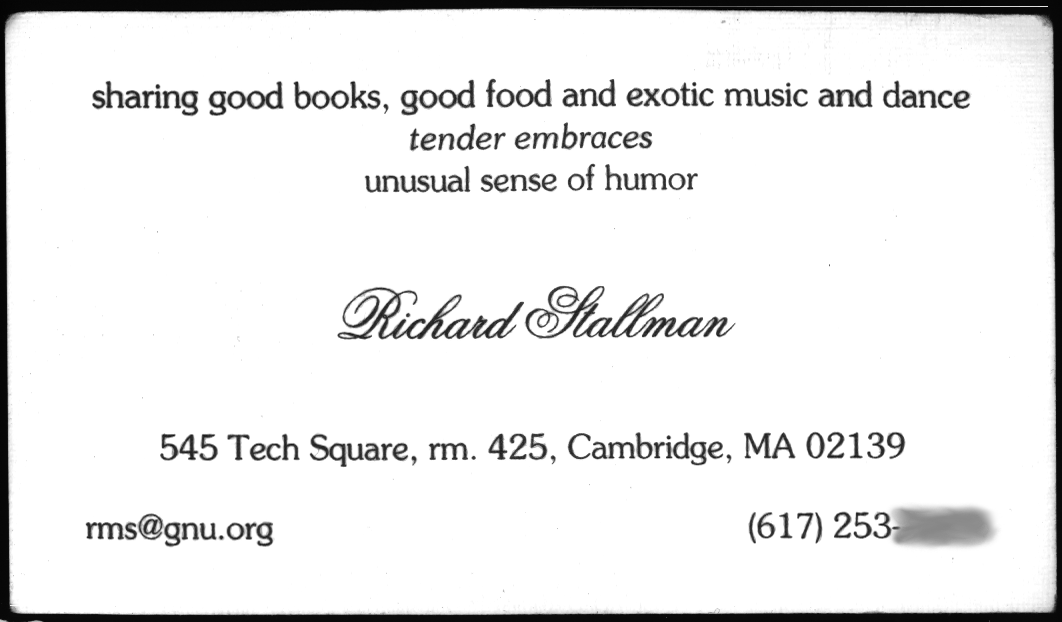 sharing good books, good food and exotic music and dance
tender embraces
unusual sense of humor
Richard Stallman
545 Tech Square, rm. 425, Cambridge, MA 02139
rms@gnu.org
(617) 253-